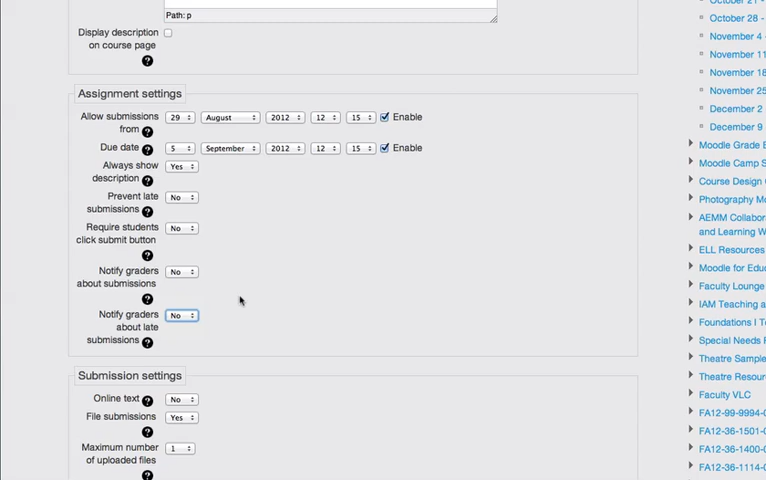 Path: p
Display description
on course page
Assignment settings
Allow submissions
from
29 August 2012 12 15 Enable
Due date
5 September 2012 12 15 Enable
Always show
description
Yes
Prevent late
submissions
No
Require students
click submit button
No
Notify graders
about submissions
No
Notify graders
about late
submissions
No
Submission settings
Online text
No
File submissions
Yes
Maximum number
of uploaded files
1
October 28 -
November 4 -
November 11
November 18
November 25
December 2
December 9
Moodle Grade
Moodle Camp S
Course Design
Photography Mo
AEMM Collabor
and Learning W
ELL Resources
Moodle for Edu
Faculty Lounge
IAM Teaching a
Foundations I T
Special Needs
Theatre Sample
Theatre Resour
Faculty VLC
FA12-99-9994-
FA12-36-1501-
FA12-36-1400-
FA12-36-1114-